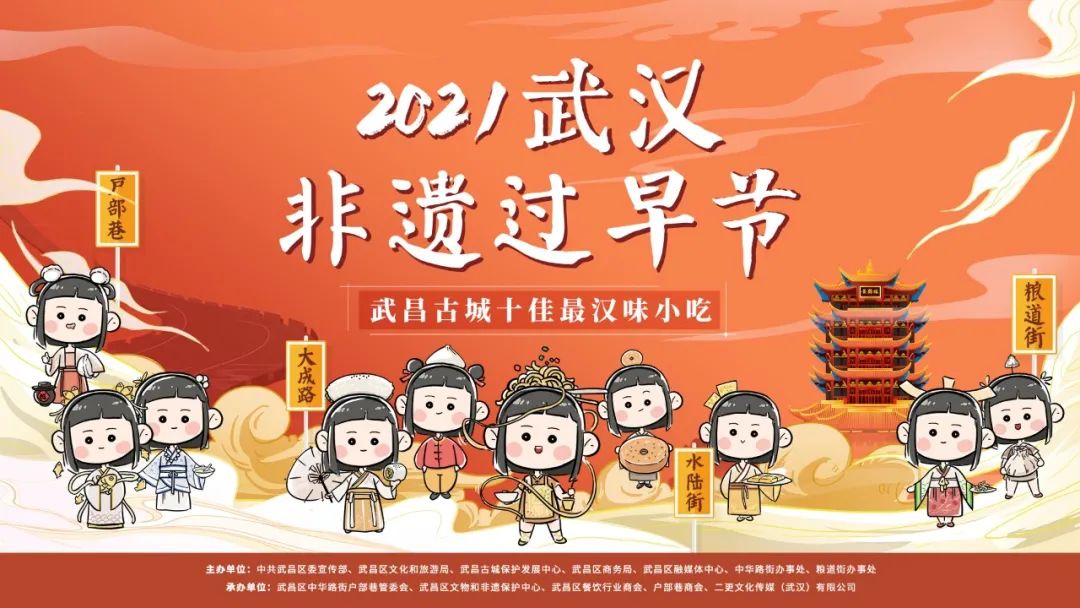 2021武汉
非遗过早节
武昌古城十佳最汉味小吃
户部巷
大成路
水陆街
粮道街
黄鹤楼
主办单位:中共武昌区委宣传部、武昌区文化和旅游局、武昌古城保护发展中心、武昌区商务局、武昌区融媒体中心、中华路街办事处、粮道街办事处
承办单位:武昌区中华路街户部巷管委会、武昌区文物和非遗保护中心、武昌区餐饮行业商会、户部巷商会、二更文化传媒(武汉)有限公司